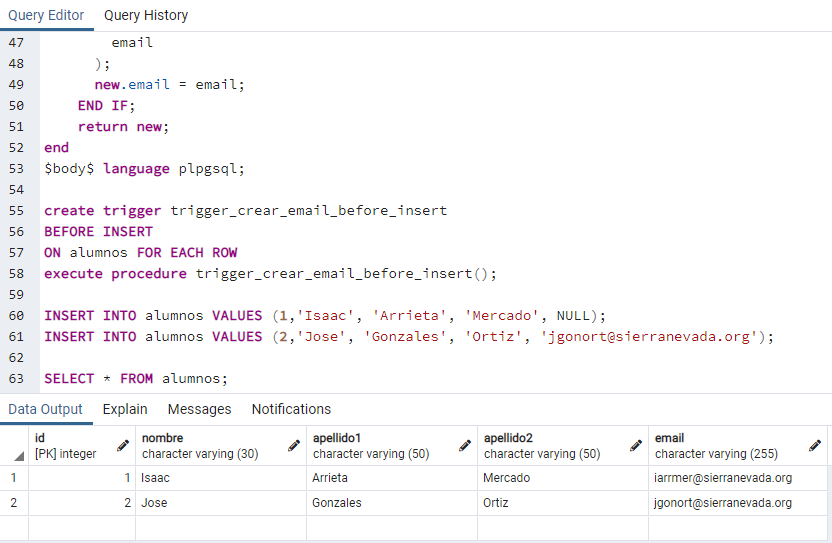 Query Editor Query History
47 email
48 );
49 new.email = email;
50 END IF;
51 return new;
52 end
53 $body$ language plpgsql;
54
55 create trigger trigger_crear_email_before_insert
56 BEFORE INSERT
57 ON alumnos FOR EACH ROW
58 execute procedure trigger_crear_email_before_insert();
59
60 INSERT INTO alumnos VALUES (1,'Isaac', 'Arrieta', 'Mercado', NULL);
61 INSERT INTO alumnos VALUES (2,'Jose', 'Gonzales', 'Ortiz', 'jgonort@sierranevada.org');
62
63 SELECT * FROM alumnos;
Data Output Explain Messages Notifications
id nombre apellido1 apellido2 email
[PK] integer character varying (30) character varying (50) character varying (50) character varying (255)
1 1 Isaac Arrieta Mercado iarrmer@sierranevada.org
2 2 Jose Gonzales Ortiz jgonort@sierranevada.org